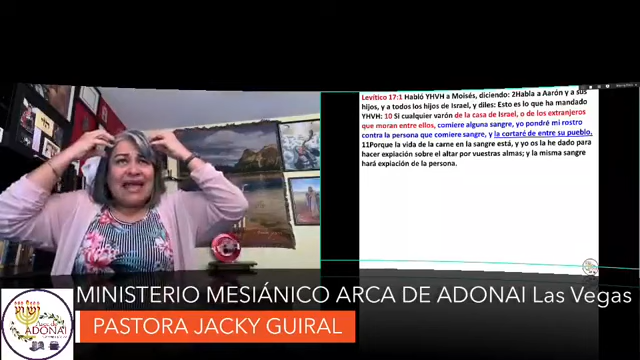 Levítico 17:1 Habló YHVH a Moisés, diciendo: 2Habla a Aarón y a sus
hijos, y a todos los hijos de Israel, y diles: Esto es lo que ha mandado
YHVH: 10 Si cualquier varón de la casa de Israel, o de los extranjeros
que moran entre ellos, comiere alguna sangre, yo pondré mi rostro
contra la persona que comiere sangre, y la cortaré de entre su pueblo.
11Porque la vida de la carne en la sangre está, y yo os la he dado para
hacer expiación sobre el altar por vuestras almas; y la misma sangre
hará expiación de la persona.
MINISTERIO MESIÁNICO ARCA DE ADONAI Las Vegas
PASTORA JACKY GUIRAL
Arca de
ADONAI